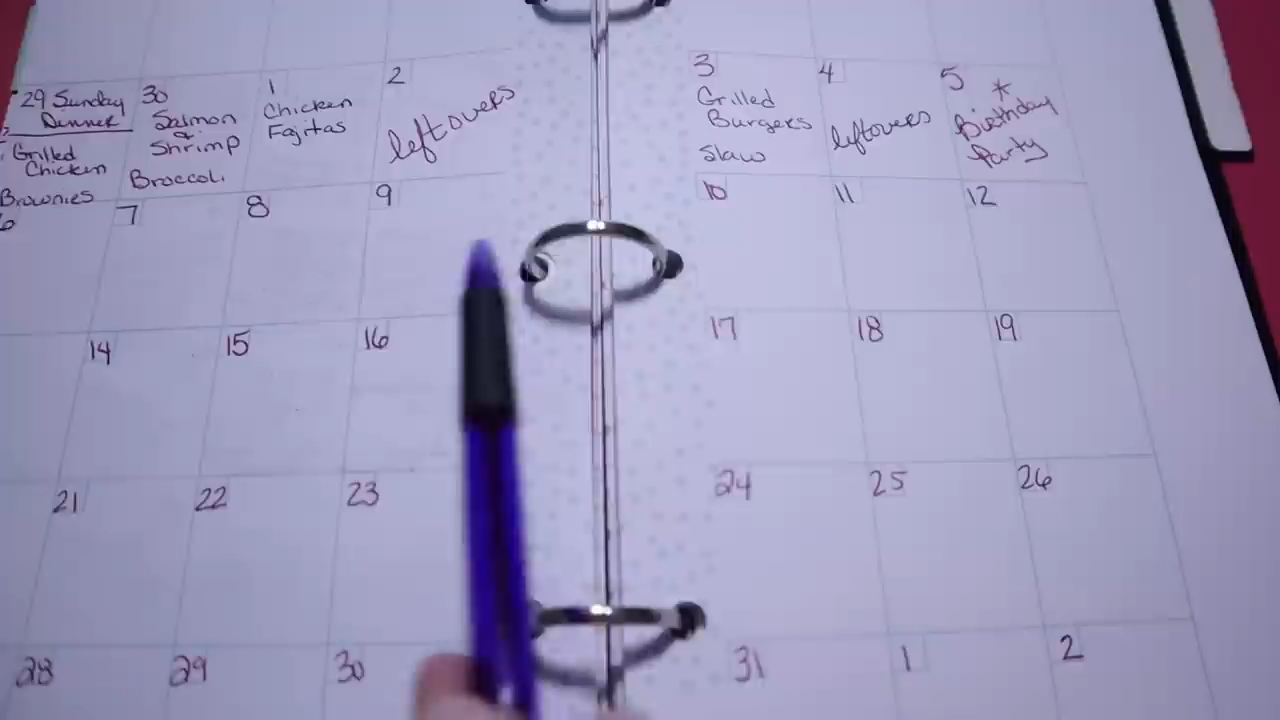 29 Sunday
Dinner
Grilled
Chicken
Brownies
30
Salmon
&
Shrimp
Broccoli
1
Chicken
Fajitas
2
leftovers
3
Grilled
Burgers
Slaw
4
leftovers
5
*
Birthday
Party
6
7
8
9
10
11
12
14
15
16
17
18
19
21
22
23
24
25
26
28
29
30
31
1
2